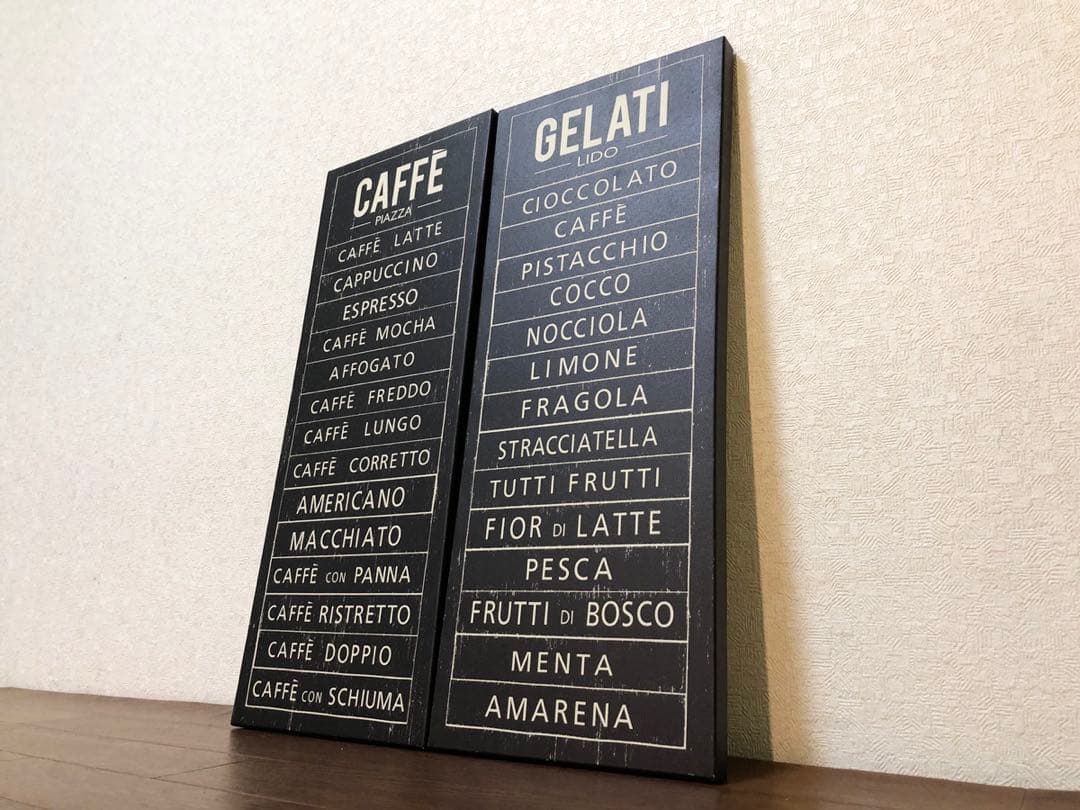 CAFFÈ
PIAZZA
CAFFÈ LATTE
CAPPUCCINO
ESPRESSO
CAFFÈ MOCHA
AFFOGATO
CAFFÈ FREDDO
CAFFÈ LUNGO
CAFFÈ CORRETTO
AMERICANO
MACCHIATO
CAFFÈ CON PANNA
CAFFÈ RISTRETTO
CAFFÈ DOPPIO
CAFFÈ CON SCHIUMA
GELATI
LIDO
CIOCCOLATO
CAFFÈ
PISTACCHIO
COCCO
NOCCIOLA
LIMONE
FRAGOLA
STRACCIATELLA
TUTTI FRUTTI
FIOR DI LATTE
PESCA
FRUTTI DI BOSCO
MENTA
AMARENA